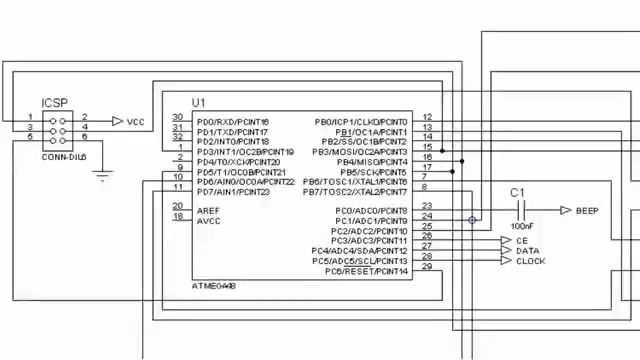 ICSP
1 2 VCC
3 4
5 6
CONN-DIL6
U1
30 PD0/RXD/PCINT16 PB0/ICP1/CLKO/PCINT0 12
31 PD1/TXD/PCINT17 PB1/OC1A/PCINT1 13
32 PD2/INT0/PCINT18 PB2/SS/OC1B/PCINT2 14
1 PD3/INT1/OC2B/PCINT19 PB3/MOSI/OC2A/PCINT3 15
2 PD4/T0/XCK/PCINT20 PB4/MISO/PCINT4 16
9 PD5/T1/OC0B/PCINT21 PB5/SCK/PCINT5 17
10 PD6/AIN0/OC0A/PCINT22 PB6/TOSC1/XTAL1/PCINT6 7
11 PD7/AIN1/PCINT23 PB7/TOSC2/XTAL2/PCINT7 8
20 AREF PC0/ADC0/PCINT8 23
18 AVCC PC1/ADC1/PCINT9 24
PC2/ADC2/PCINT10 25
PC3/ADC3/PCINT11 26
PC4/ADC4/SDA/PCINT12 27
PC5/ADC5/SCL/PCINT13 28
PC6/RESET/PCINT14 29
ATMEGA48
C1
100nF
BEEP
CE
DATA
CLOCK